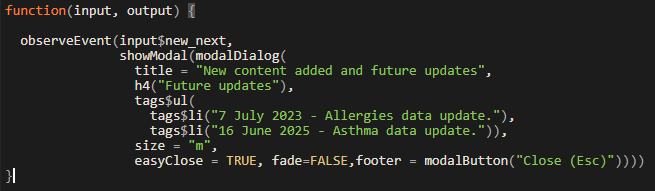 function(input, output) {
observeEvent(input$new_next,
showModal(modalDialog(
title = "New content added and future updates",
h4("Future updates"),
tags$ul(
tags$li("7 July 2023 - Allergies data update."),
tags$li("16 June 2025 - Asthma data update.")),
size = "m",
easyClose = TRUE, fade=FALSE,footer = modalButton("Close (Esc)"))))
}